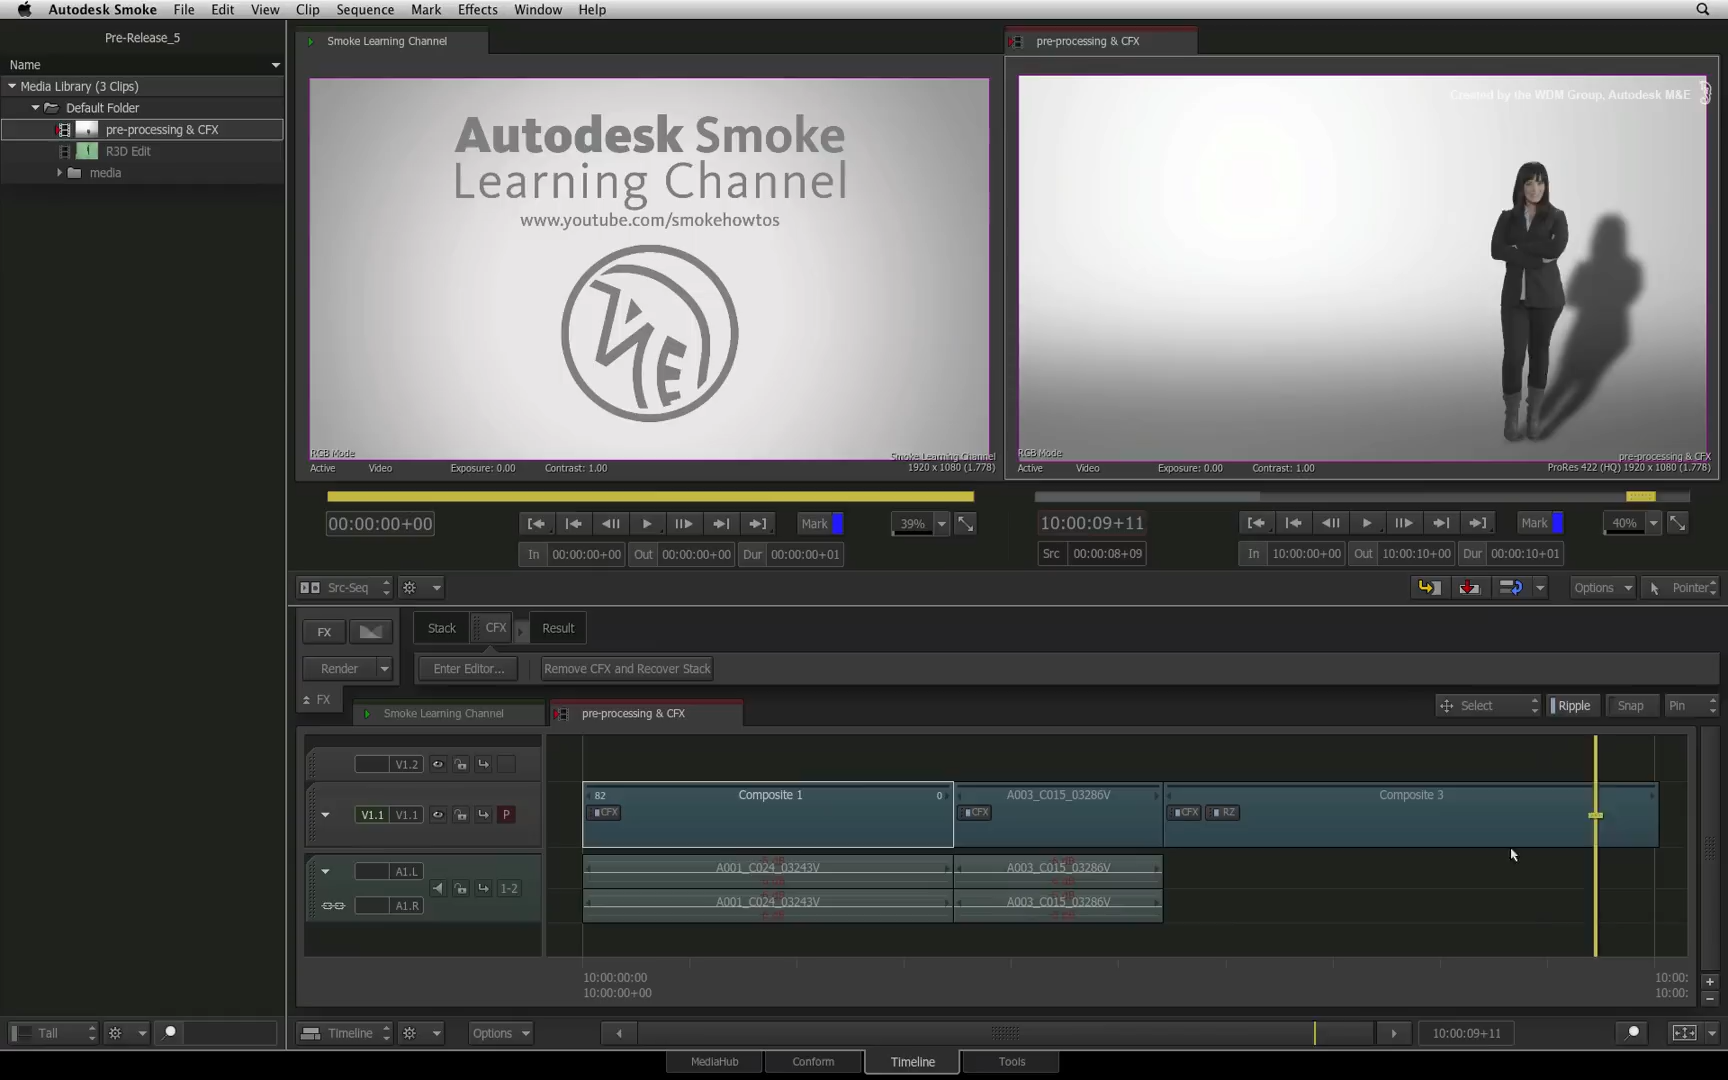 Autodesk Smoke File Edit View Clip Sequence Mark Effects Window Help
Pre-Release_5
Name
Media Library (3 Clips)
Default Folder
pre-processing & CFX
R3D Edit
media
Smoke Learning Channel
pre-processing & CFX
Autodesk Smoke
Learning Channel
www.youtube.com/smokehowtos
RGB Mode
Smoke Learning Channel
Active Video Exposure: 0.00 Contrast: 1.00 1920 x 1080 (1.778)
Created by the WDM Group, Autodesk M&E
RGB Mode
pre-processing & CFX
Active Video Exposure: 0.00 Contrast: 1.00 ProRes 422 (HQ) 1920 x 1080 (1.778)
00:00:00+00 Mark 39%
In 00:00:00+00 Out 00:00:00+00 Dur 00:00:00+01
10:00:09+11 Mark 40%
Src 00:00:08+09 In 10:00:00+00 Out 10:00:10+00 Dur 00:00:10+01
Src-Seq Options Pointer
FX Stack CFX Result
Render Enter Editor... Remove CFX and Recover Stack
FX Smoke Learning Channel pre-processing & CFX Select Ripple Snap Pin
V1.2
82 Composite 1 0 A003_C015_03286V Composite 3
V1.1 V1.1 P CFX CFX CFX RZ
A1.L A001_C024_03243V A003_C015_03286V
1-2
A1.R A001_C024_03243V A003_C015_03286V
10:00:00:00 10:00:
10:00:00+00 10:00:
Tall Timeline Options 10:00:09+11
MediaHub Conform Timeline Tools